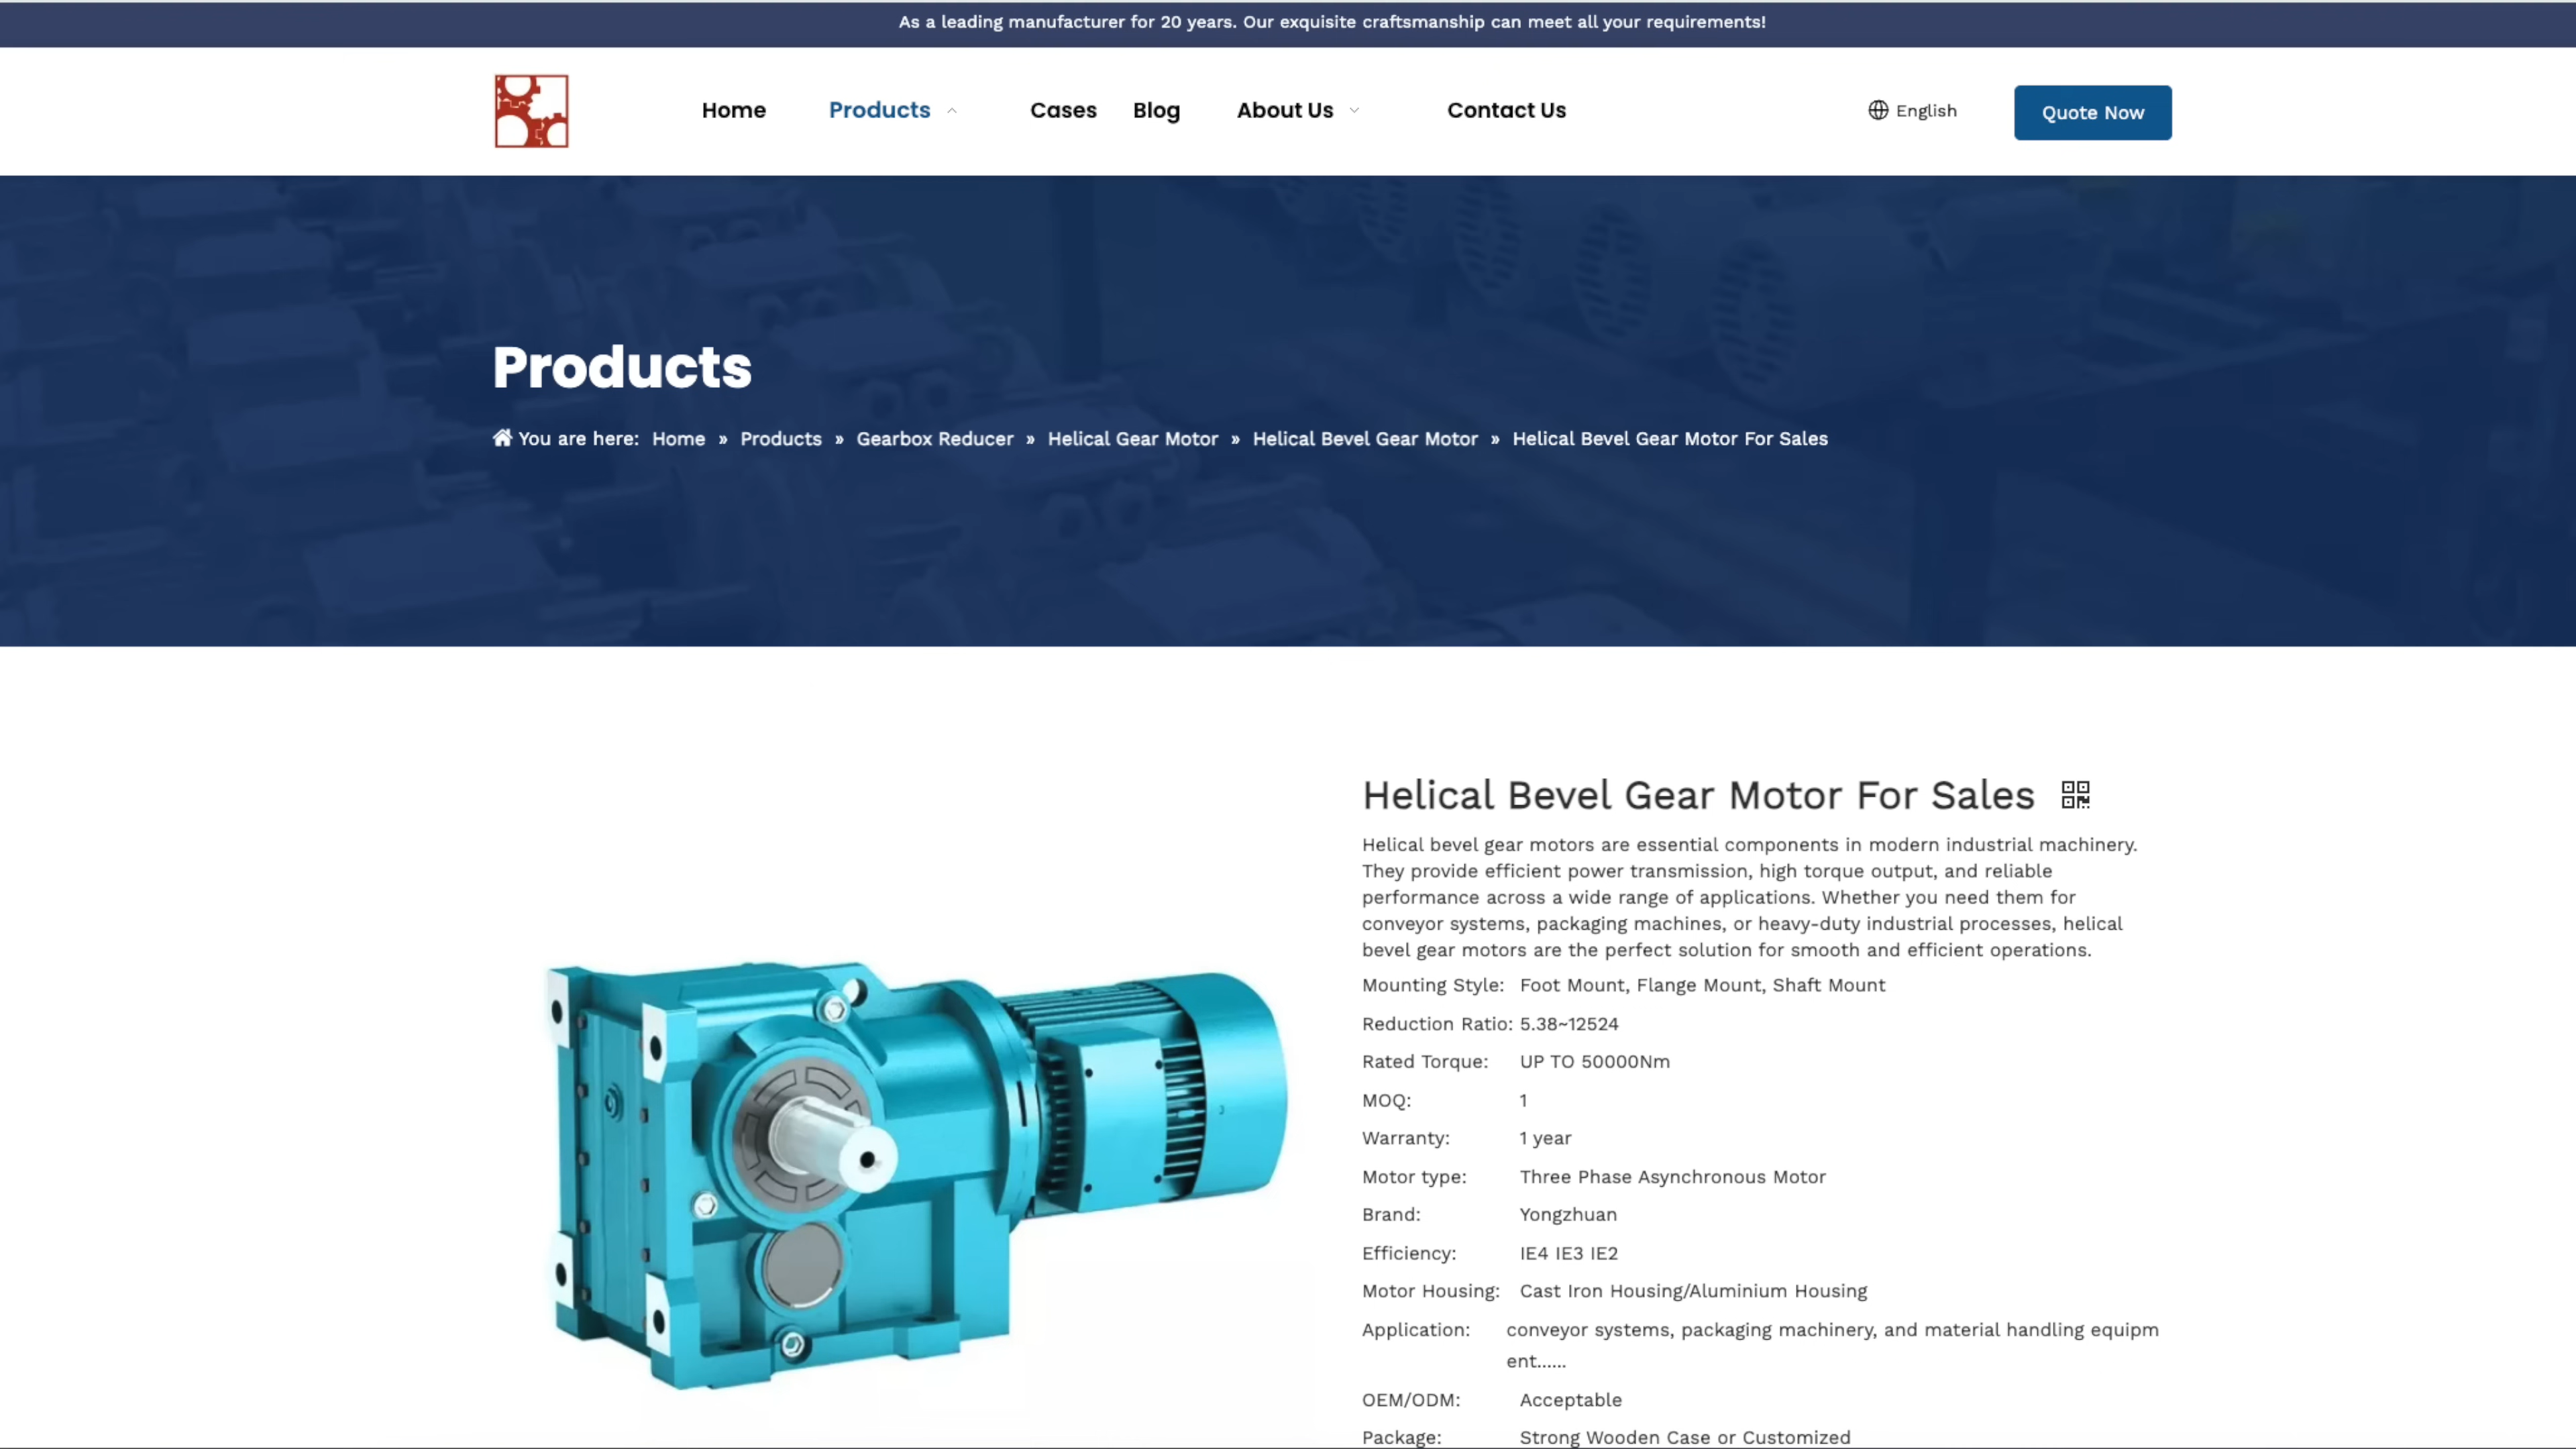 As a leading manufacturer for 20 years. Our exquisite craftsmanship can meet all your requirements!
Home Products Cases Blog About Us Contact Us English Quote Now
Products
You are here: Home » Products » Gearbox Reducer » Helical Gear Motor » Helical Bevel Gear Motor » Helical Bevel Gear Motor For Sales
Helical Bevel Gear Motor For Sales
Helical bevel gear motors are essential components in modern industrial machinery.
They provide efficient power transmission, high torque output, and reliable
performance across a wide range of applications. Whether you need them for
conveyor systems, packaging machines, or heavy-duty industrial processes, helical
bevel gear motors are the perfect solution for smooth and efficient operations.
Mounting Style: Foot Mount, Flange Mount, Shaft Mount
Reduction Ratio: 5.38~12524
Rated Torque: UP TO 50000Nm
MOQ: 1
Warranty: 1 year
Motor type: Three Phase Asynchronous Motor
Brand: Yongzhuan
Efficiency: IE4 IE3 IE2
Motor Housing: Cast Iron Housing/Aluminium Housing
Application: conveyor systems, packaging machinery, and material handling equipm
ent......
OEM/ODM: Acceptable
Package: Strong Wooden Case or Customized